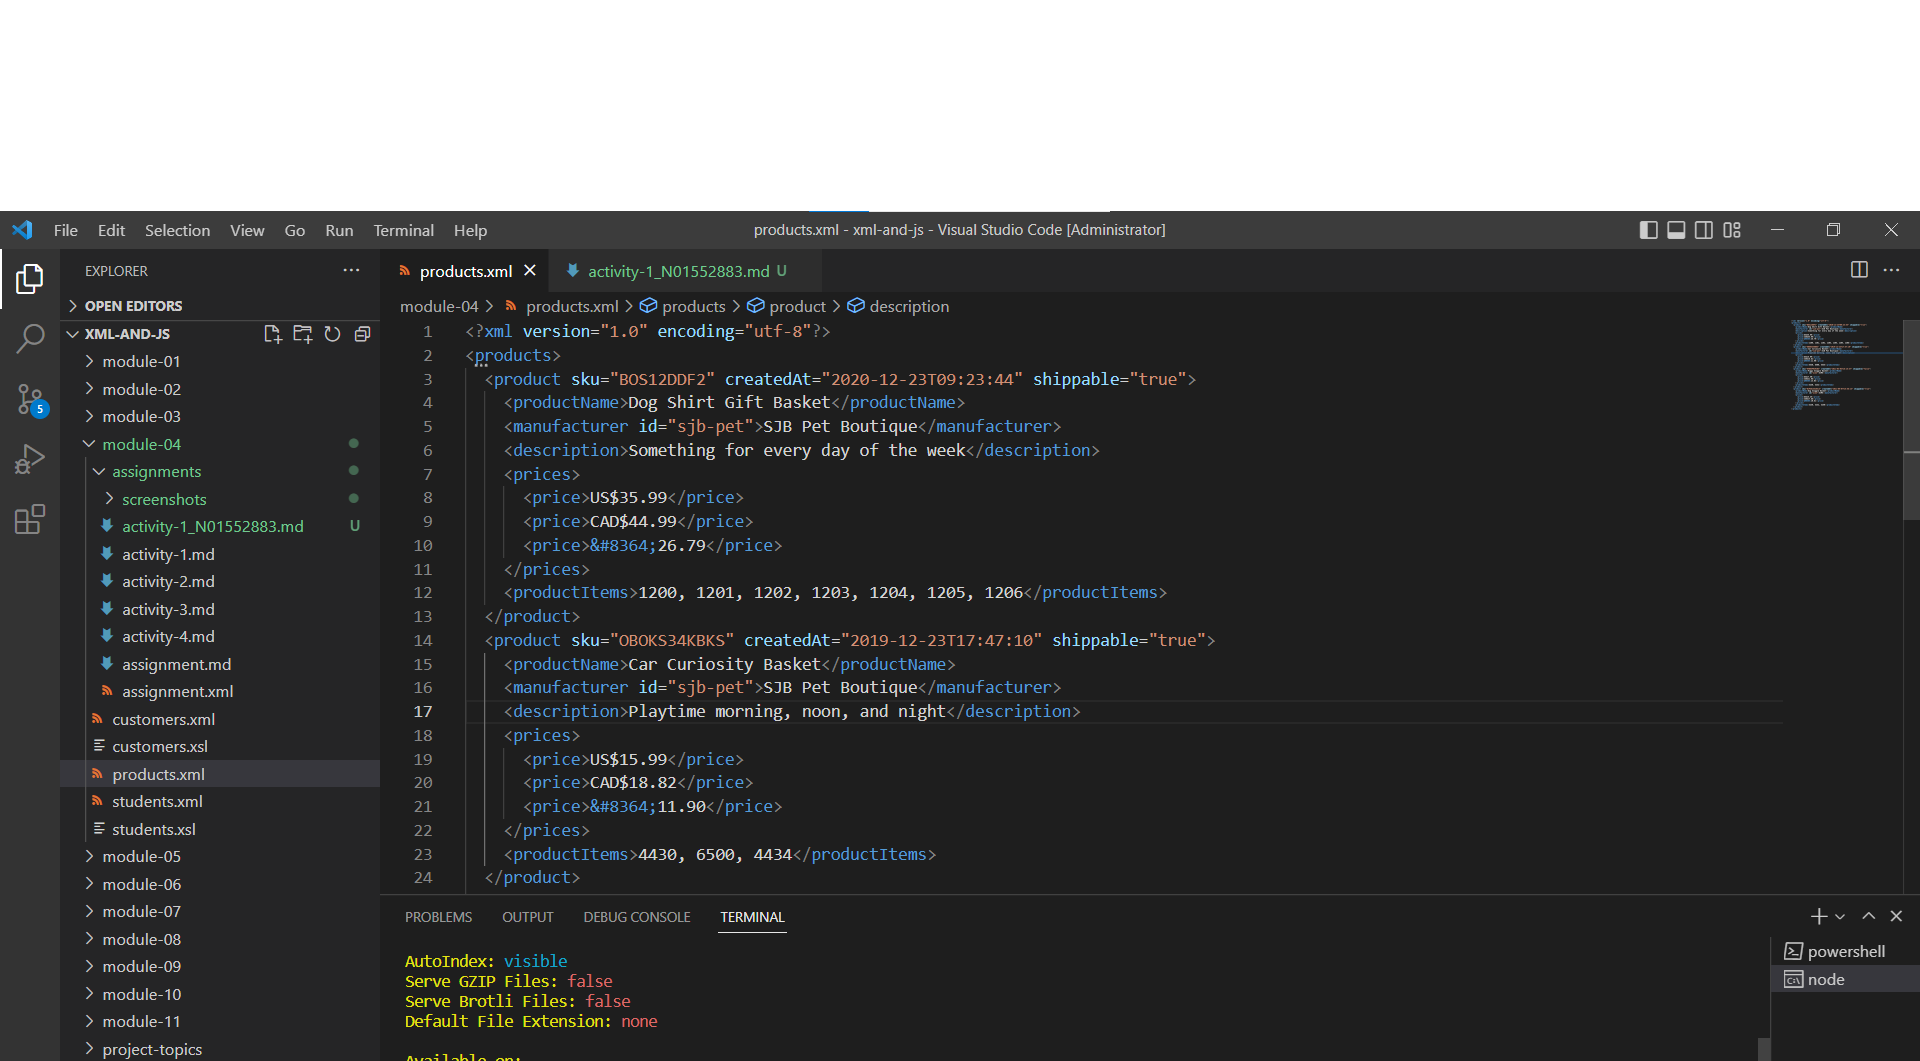 File Edit Selection View Go Run Terminal Help
products.xml - xml-and-js - Visual Studio Code [Administrator]
EXPLORER
OPEN EDITORS
XML-AND-JS
module-01
module-02
module-03
module-04
assignments
screenshots
activity-1_N01552883.md U
activity-1.md
activity-2.md
activity-3.md
activity-4.md
assignment.md
assignment.xml
customers.xml
customers.xsl
products.xml
students.xml
students.xsl
module-05
module-06
module-07
module-08
module-09
module-10
module-11
project-topics
5
products.xml activity-1_N01552883.md U
module-04 > products.xml > products > product > description
1 <?xml version="1.0" encoding="utf-8"?>
2 <products>
3 <product sku="BOS12DDF2" createdAt="2020-12-23T09:23:44" shippable="true">
4 <productName>Dog Shirt Gift Basket</productName>
5 <manufacturer id="sjb-pet">SJB Pet Boutique</manufacturer>
6 <description>Something for every day of the week</description>
7 <prices>
8 <price>US$35.99</price>
9 <price>CAD$44.99</price>
10 <price>&#8364;26.79</price>
11 </prices>
12 <productItems>1200, 1201, 1202, 1203, 1204, 1205, 1206</productItems>
13 </product>
14 <product sku="OBOKS34KBKS" createdAt="2019-12-23T17:47:10" shippable="true">
15 <productName>Car Curiosity Basket</productName>
16 <manufacturer id="sjb-pet">SJB Pet Boutique</manufacturer>
17 <description>Playtime morning, noon, and night</description>
18 <prices>
19 <price>US$15.99</price>
20 <price>CAD$18.82</price>
21 <price>&#8364;11.90</price>
22 </prices>
23 <productItems>4430, 6500, 4434</productItems>
24 </product>
PROBLEMS OUTPUT DEBUG CONSOLE TERMINAL
AutoIndex: visible
Serve GZIP Files: false
Serve Brotli Files: false
Default File Extension: none
Available on:
powershell
node